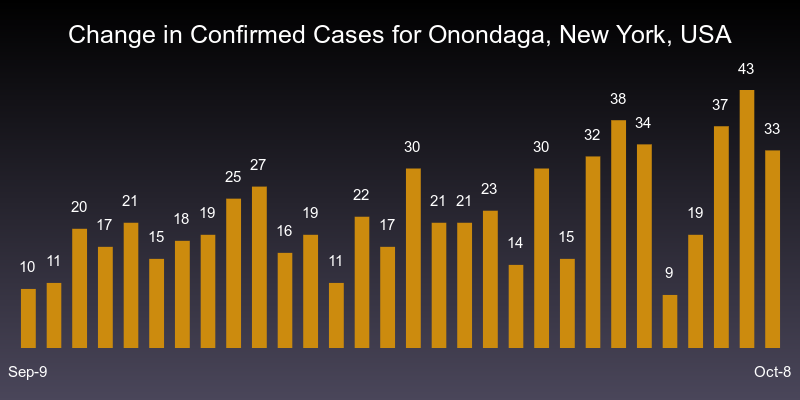 Change in Confirmed Cases for Onondaga, New York, USA
10 11 20 17 21 15 18 19 25 27 16 19 11 22 17 30 21 21 23 14 30 15 32 38 34 9 19 37 43 33
Sep-9 Oct-8